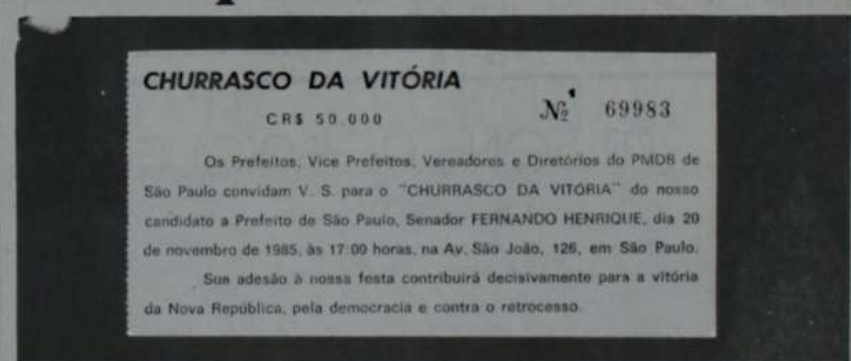 CHURRASCO DA VITÓRIA
CR$ 50.000 Nº 69983
Os Prefeitos, Vice Prefeitos, Vereadores e Diretórios do PMDB de
São Paulo convidam V. S. para o "CHURRASCO DA VITÓRIA" do nosso
candidato a Prefeito de São Paulo, Senador FERNANDO HENRIQUE, dia 20
de novembro de 1985, às 17:00 horas, na Av. São João, 126, em São Paulo.
Sua adesão à nossa festa contribuirá decisivamente para a vitória
da Nova República, pela democracia e contra o retrocesso.